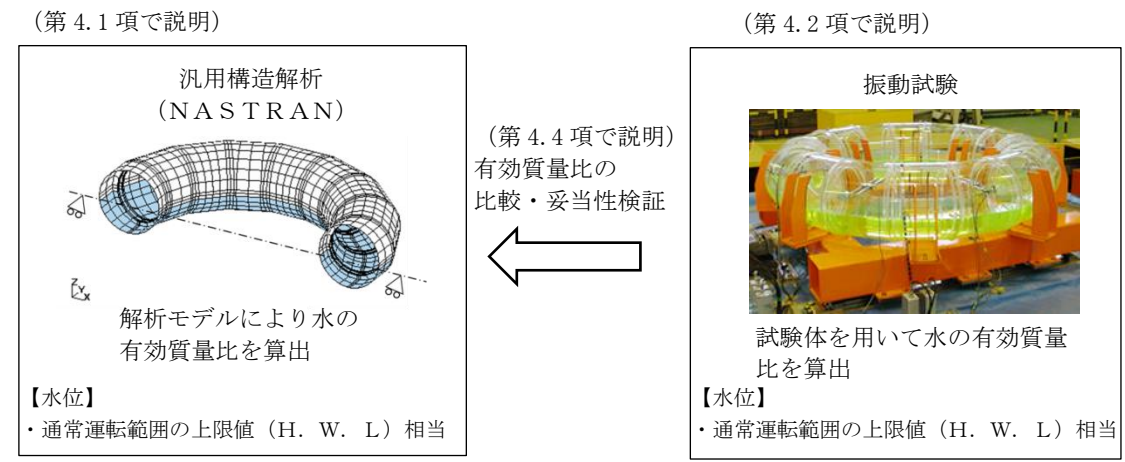 （第 4.1 項で説明）
汎用構造解析
（ＮＡＳＴＲＡＮ）
Z
Y
X
解析モデルにより水の
有効質量比を算出
【水位】
・通常運転範囲の上限値（Ｈ．Ｗ．Ｌ）相当
（第 4.4 項で説明）
有効質量比の
比較・妥当性検証
（第 4.2 項で説明）
振動試験
試験体を用いて水の有効質量
比を算出
【水位】
・通常運転範囲の上限値（Ｈ．Ｗ．Ｌ）相当